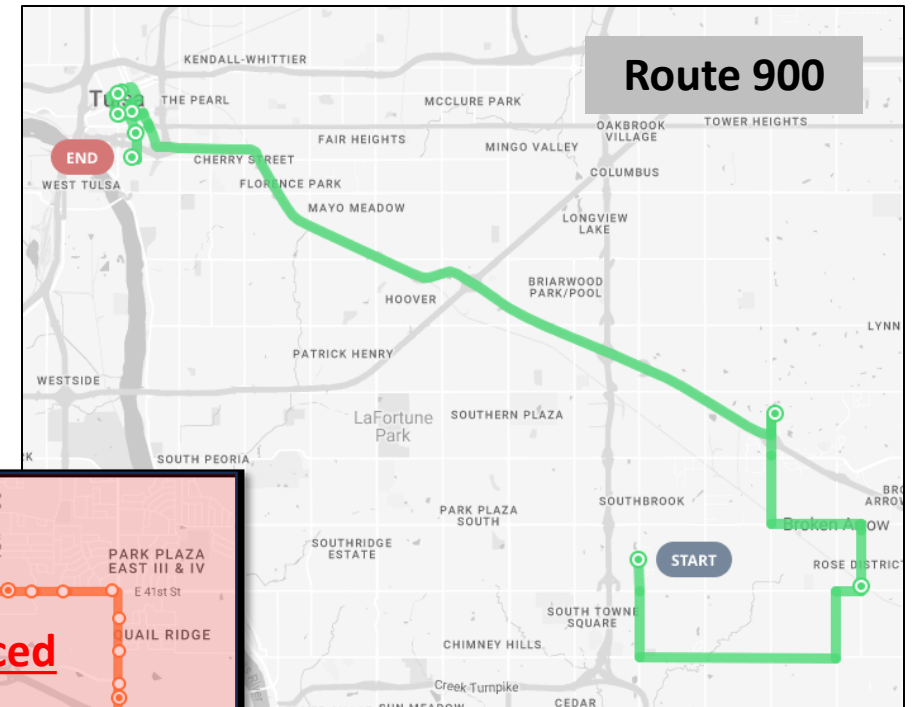 Route 900
KENDALL-WHITTIER
Tulsa
THE PEARL
MCCLURE PARK
OAKBROOK
VILLAGE
TOWER HEIGHTS
FAIR HEIGHTS
MINGO VALLEY
END
CHERRY STREET
COLUMBUS
WEST TULSA
FLORENCE PARK
MAYO MEADOW
LONGVIEW
LAKE
BRIARWOOD
PARK/POOL
HOOVER
LYNN
PATRICK HENRY
WESTSIDE
LaFortune
Park
SOUTHERN PLAZA
SOUTH PEORIA
SOUTHBROOK
PARK PLAZA
SOUTH
Broken Arrow
SOUTHRIDGE
ESTATE
START
ROSE DISTRICT
PARK PLAZA
EAST III & IV
E 41st St
SOUTH TOWNE
SQUARE
QUAIL RIDGE
CHIMNEY HILLS
ced
Creek Turnpike
SUN MEADOW
CEDAR